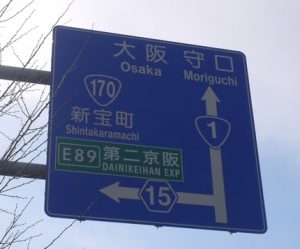 大阪 守口
Osaka Moriguchi
170
新宝町
Shintakaramachi
1
E89 第二京阪
DAINIKEIHAN EXP
15